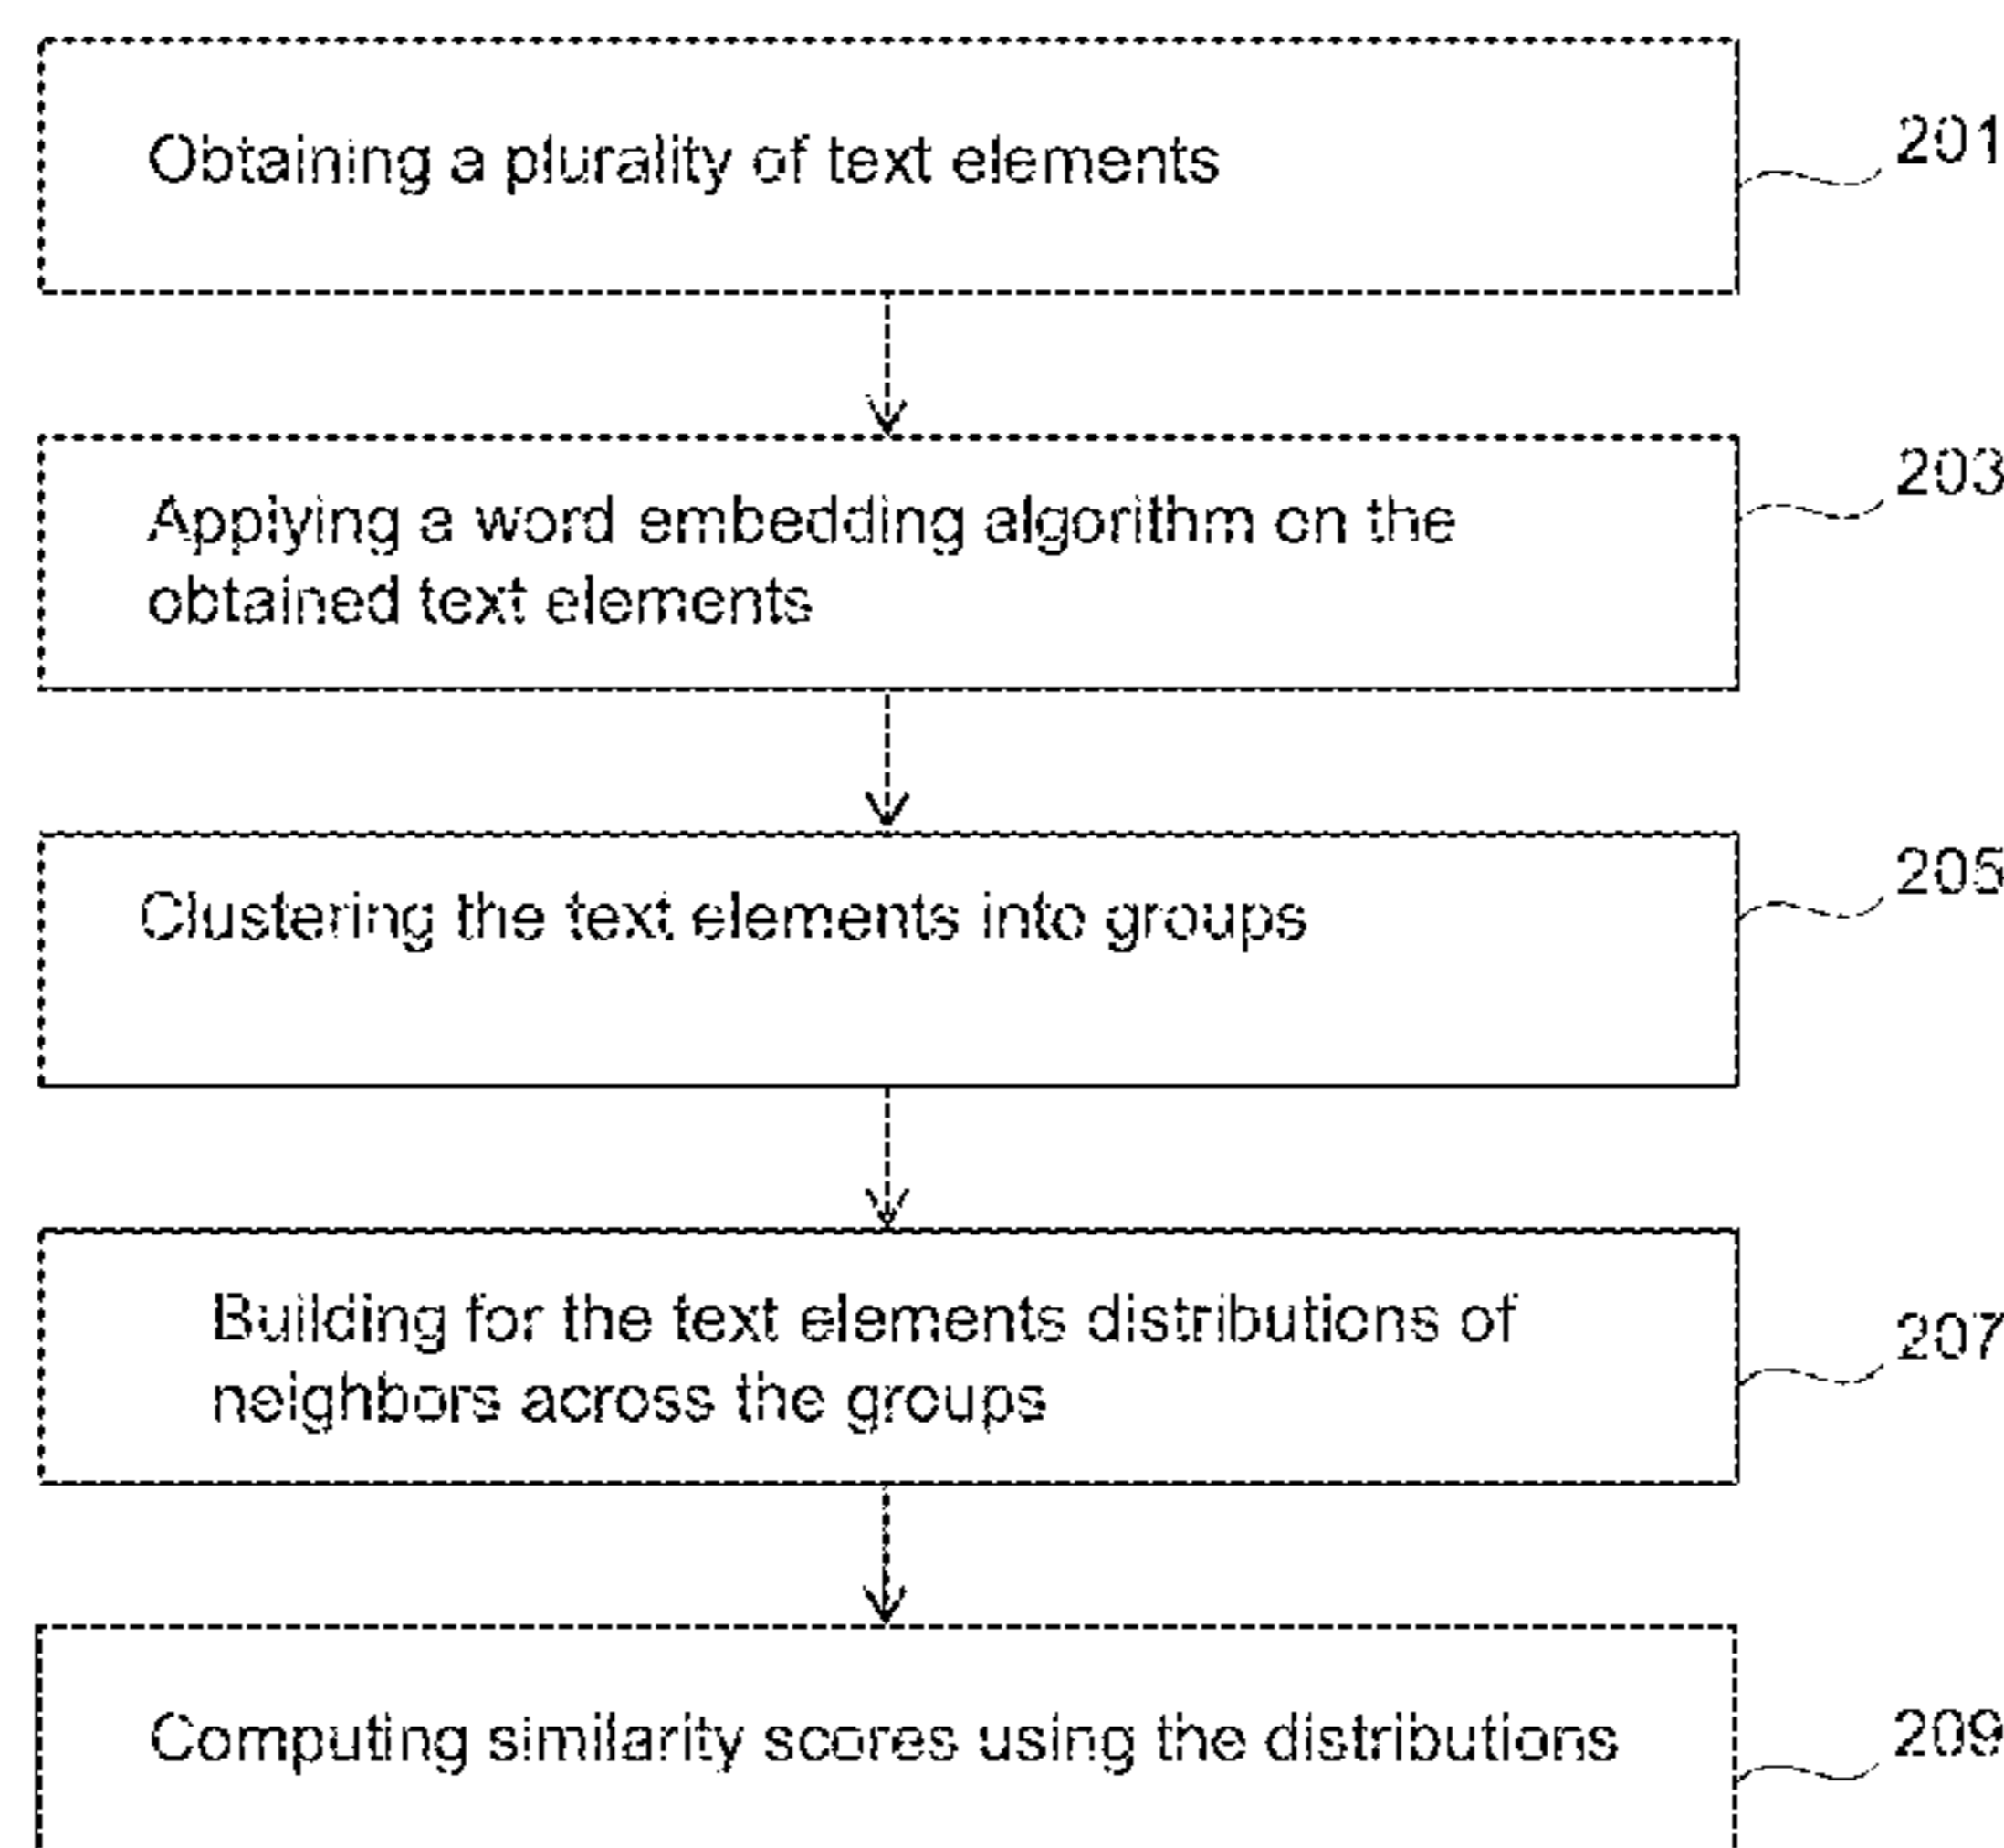 Obtaining a plurality of text elements
201
Applying a word embedding algorithm on the
obtained text elements
203
Clustering the text elements into groups
205
Building for the text elements distributions of
neighbors across the groups
207
Computing similarity scores using the distributions
209